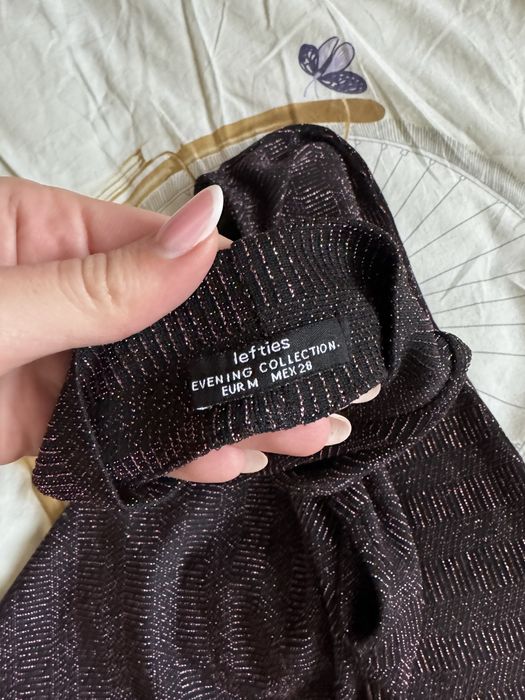 lefties
EVENING COLLECTION.
EUR M MEX 28